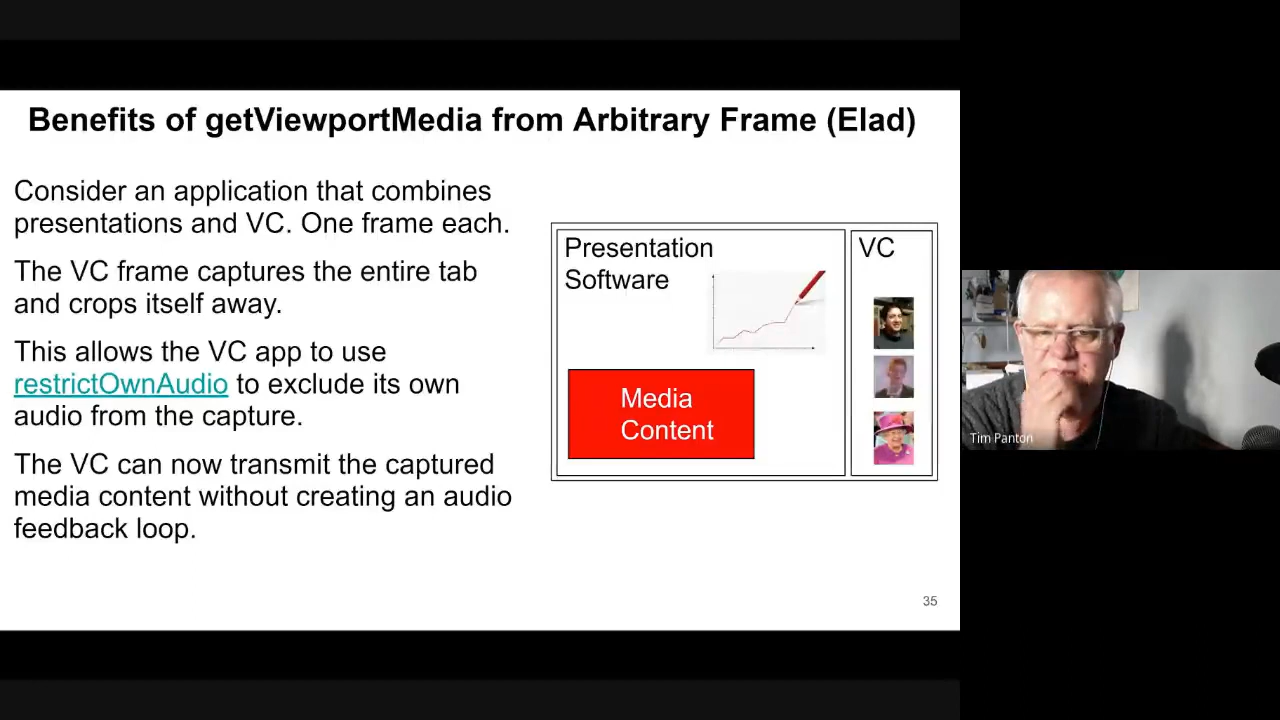 Benefits of getViewportMedia from Arbitrary Frame (Elad)
Consider an application that combines
presentations and VC. One frame each.
The VC frame captures the entire tab
and crops itself away.
This allows the VC app to use
restrictOwnAudio to exclude its own
audio from the capture.
The VC can now transmit the captured
media content without creating an audio
feedback loop.
Presentation
Software
VC
Media
Content
35
Tim Panton